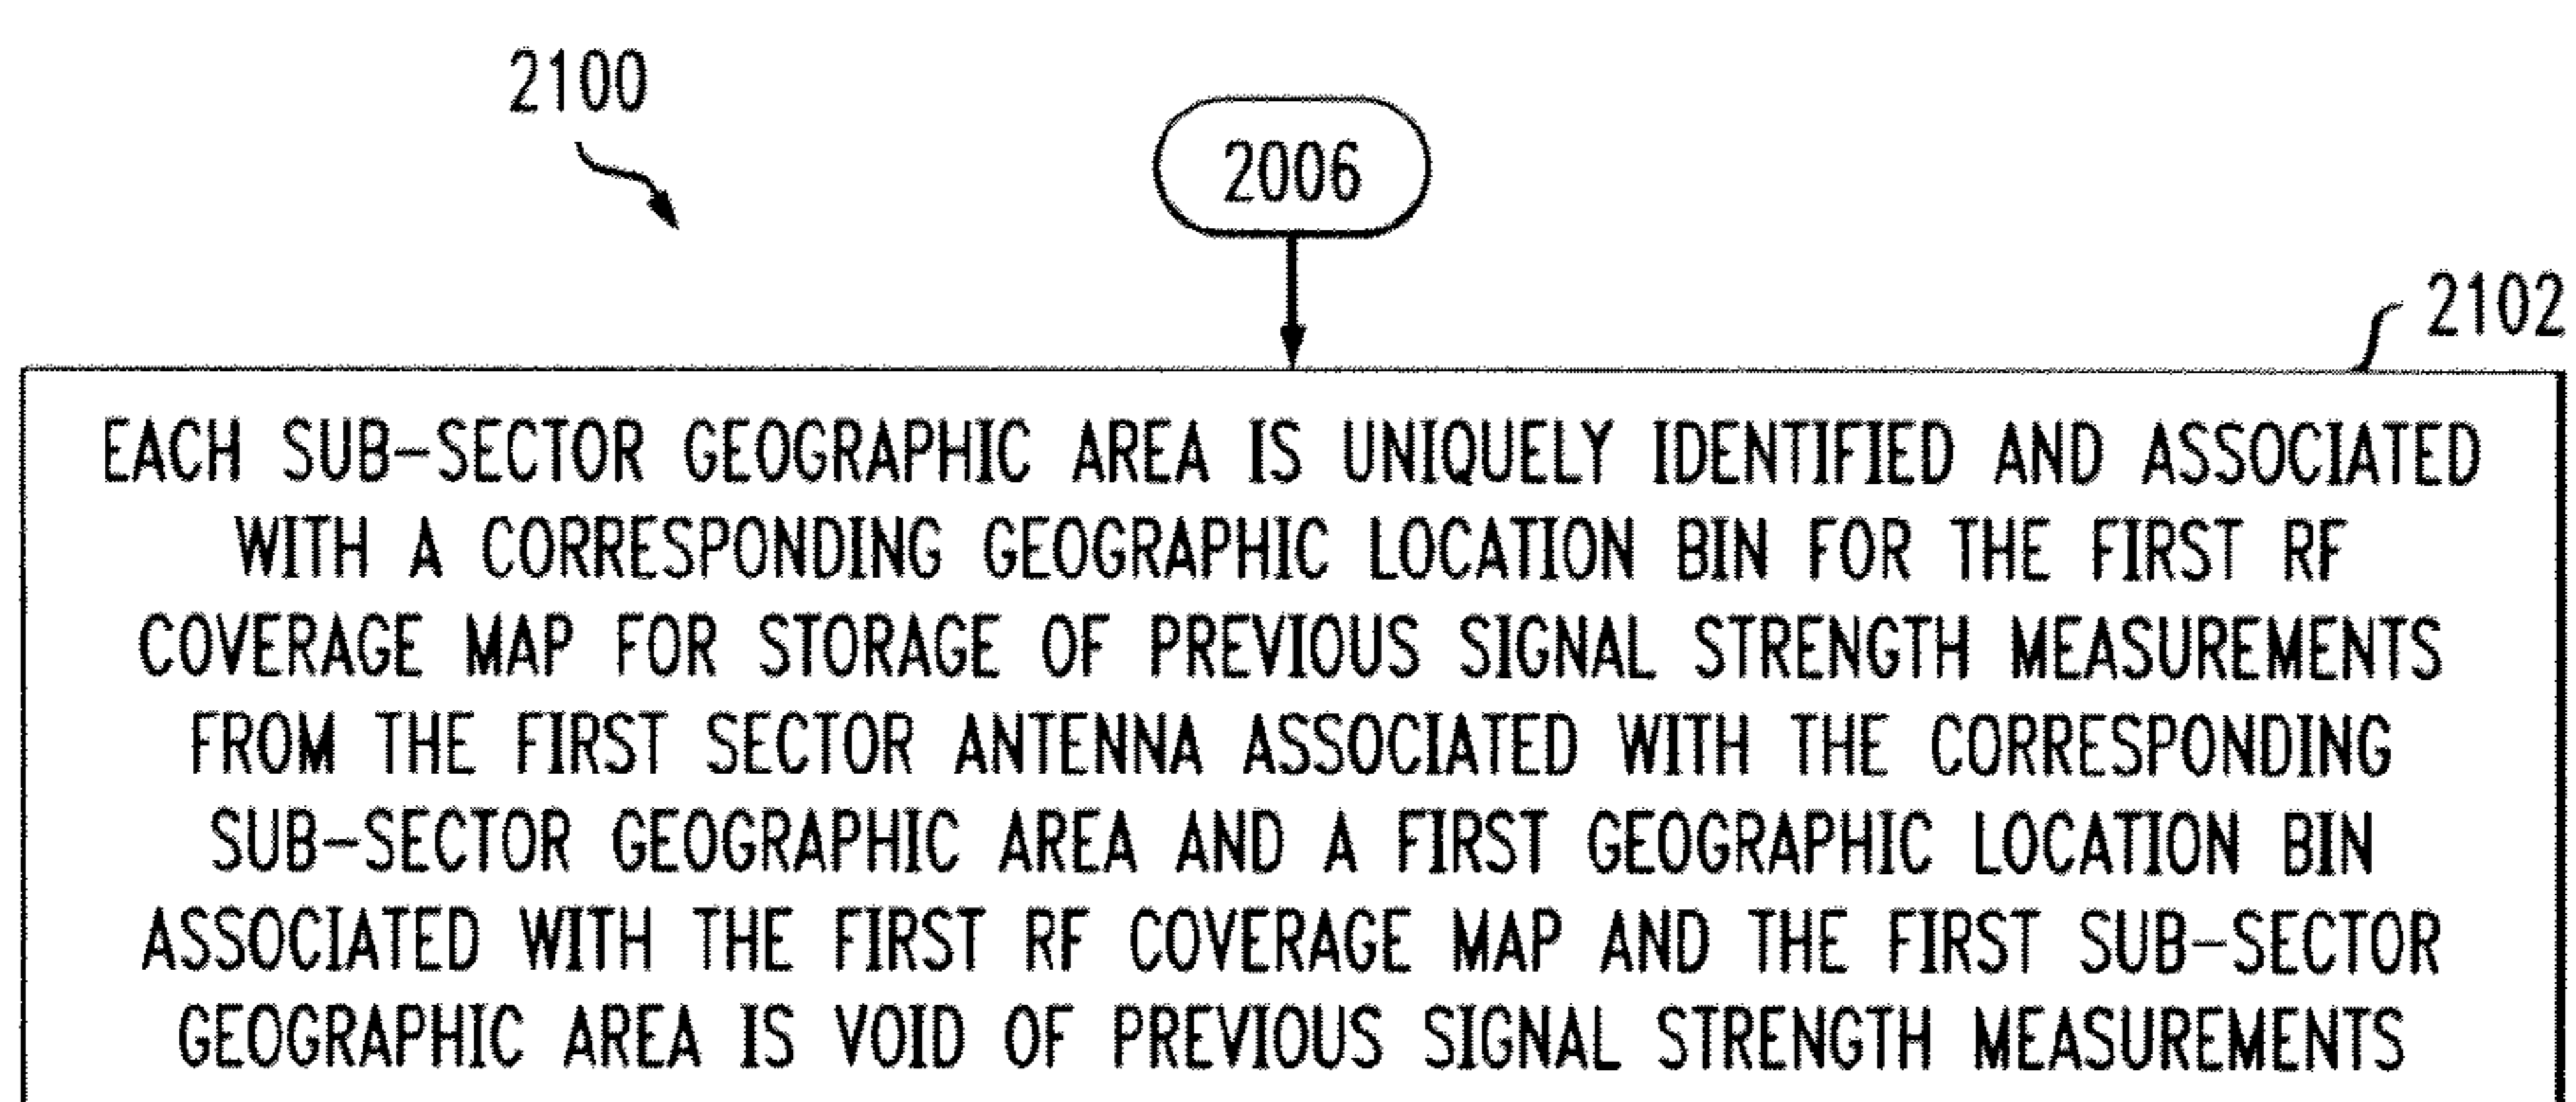 2100
2006
2102
EACH SUB-SECTOR GEOGRAPHIC AREA IS UNIQUELY IDENTIFIED AND ASSOCIATED
WITH A CORRESPONDING GEOGRAPHIC LOCATION BIN FOR THE FIRST RF
COVERAGE MAP FOR STORAGE OF PREVIOUS SIGNAL STRENGTH MEASUREMENTS
FROM THE FIRST SECTOR ANTENNA ASSOCIATED WITH THE CORRESPONDING
SUB-SECTOR GEOGRAPHIC AREA AND A FIRST GEOGRAPHIC LOCATION BIN
ASSOCIATED WITH THE FIRST RF COVERAGE MAP AND THE FIRST SUB-SECTOR
GEOGRAPHIC AREA IS VOID OF PREVIOUS SIGNAL STRENGTH MEASUREMENTS